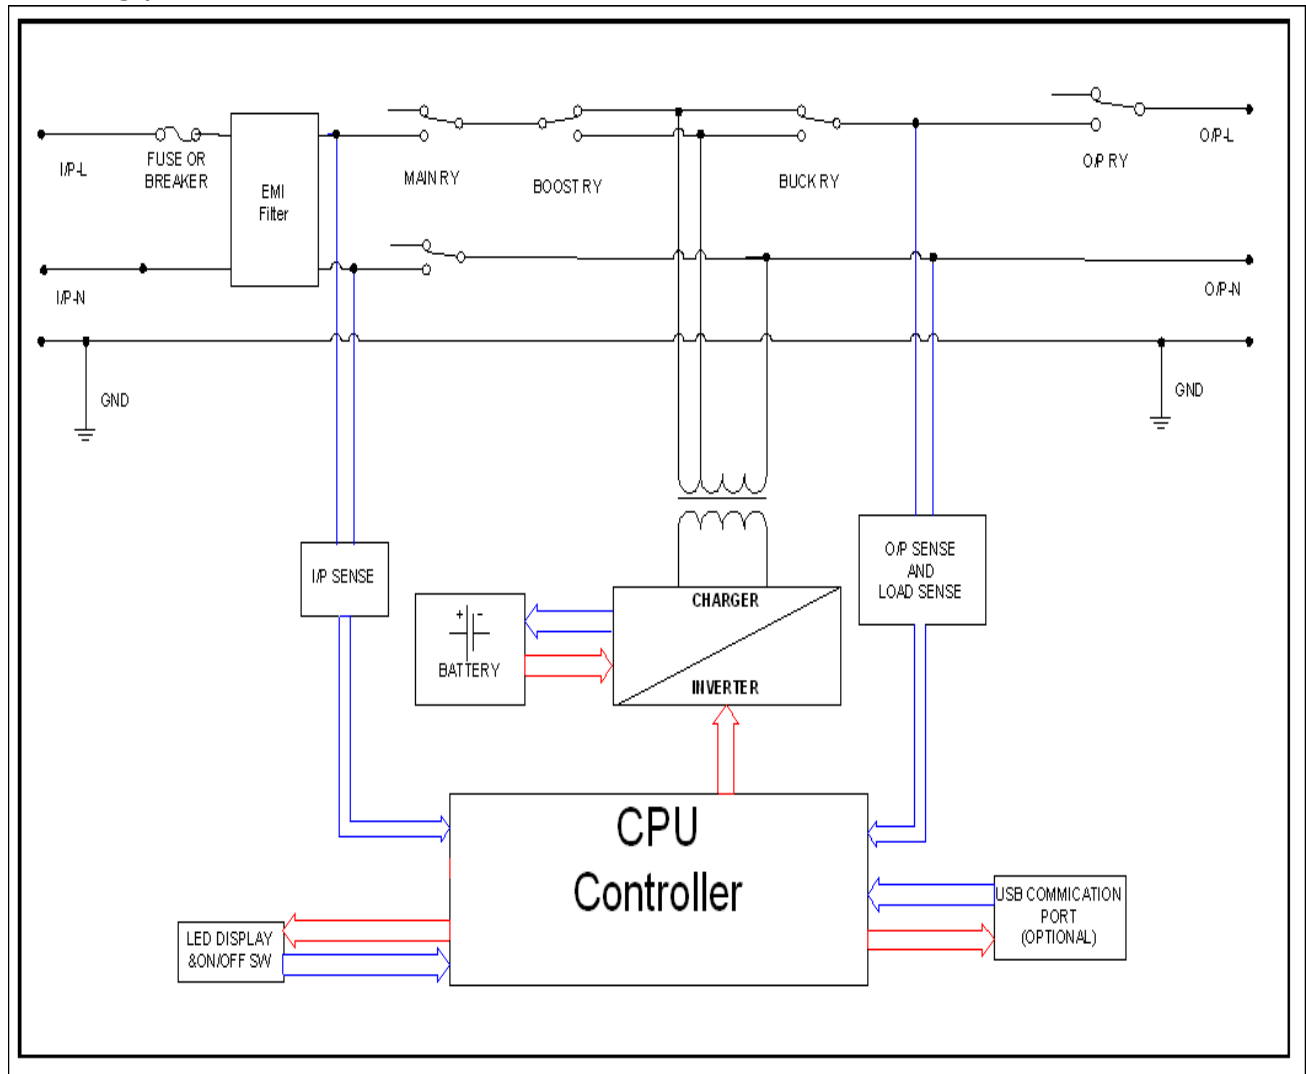 I/P-L
FUSE OR
BREAKER
EMI
Filter
MAIN RY
BOOST RY
BUCK RY
O/P RY
O/P-L
I/P-N
O/P-N
GND
GND
I/P SENSE
O/P SENSE
AND
LOAD SENSE
CHARGER
INVERTER
+ -
BATTERY
CPU
Controller
LED DISPLAY
&ON/OFF SW
USB COMMICATION
PORT
(OPTIONAL)